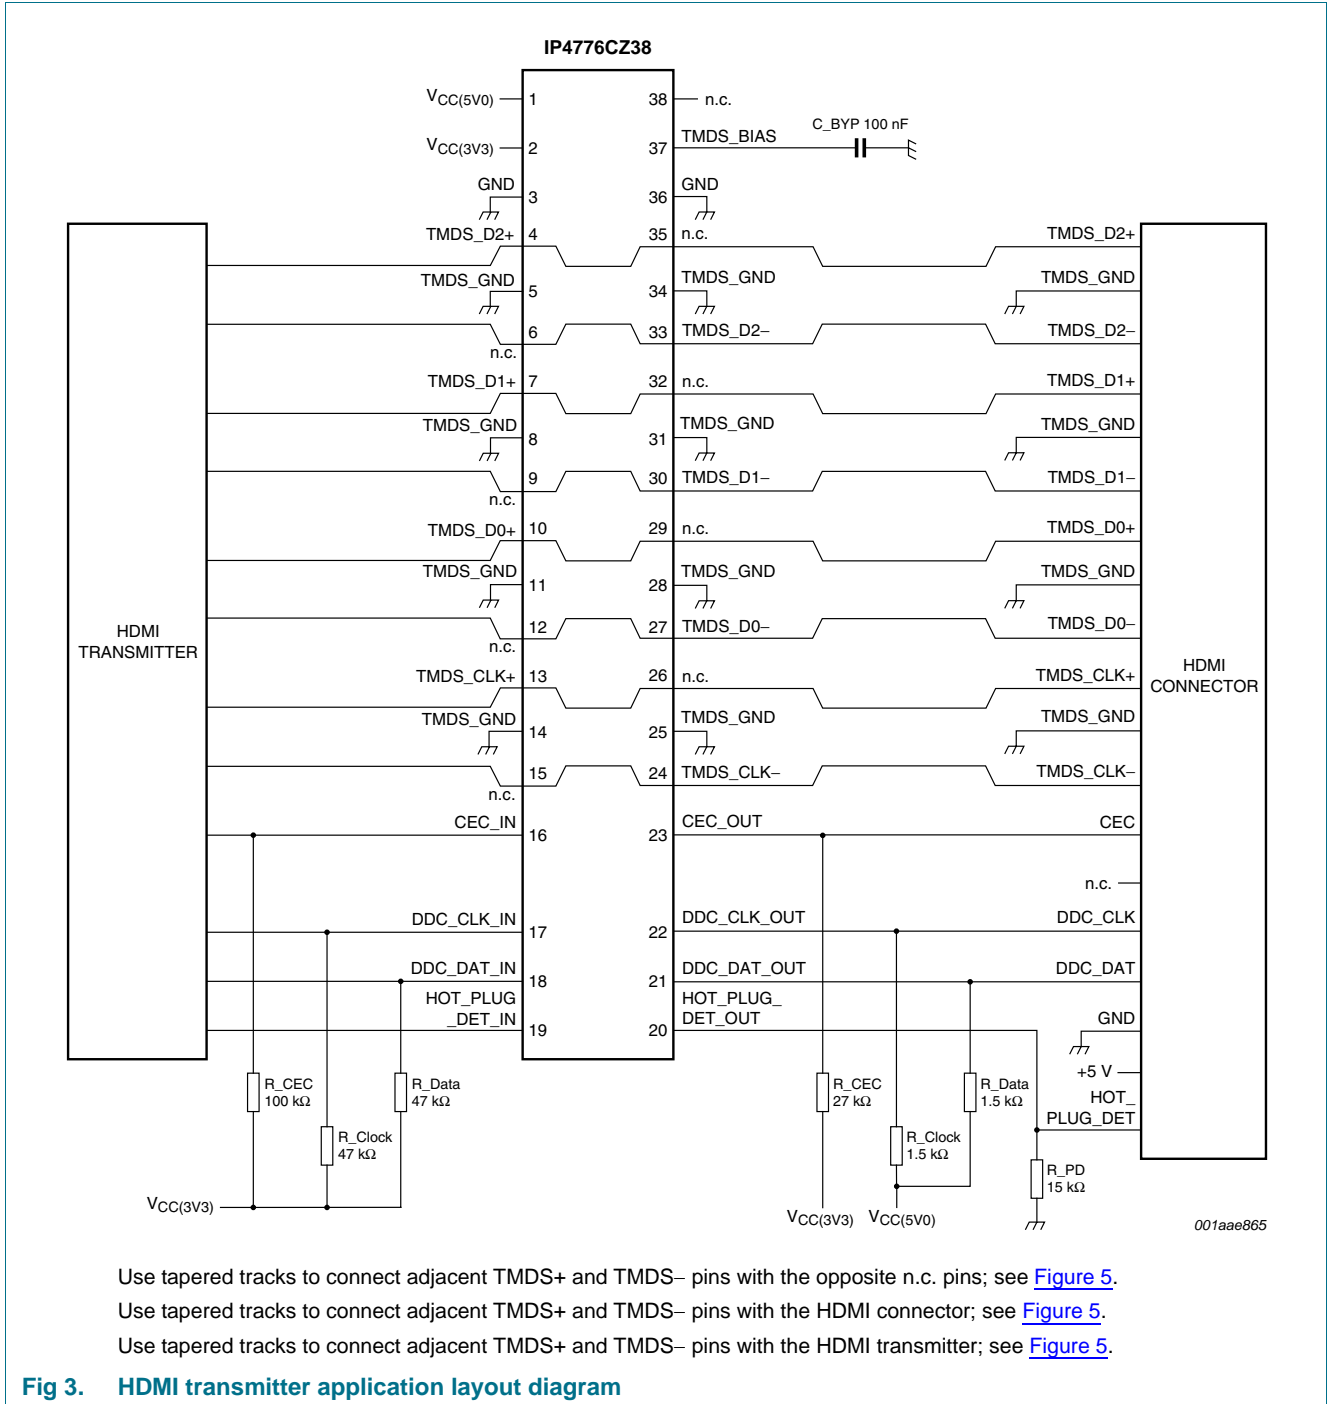 IP4776CZ38
VCC(5V0) 1 38 n.c.
C_BYP 100 nF
VCC(3V3) 2 37 TMDS_BIAS
GND 3 36 GND
TMDS_D2+ 4 35 n.c. TMDS_D2+
TMDS_GND 5 34 TMDS_GND TMDS_GND
6 33 TMDS_D2− TMDS_D2−
n.c.
TMDS_D1+ 7 32 n.c. TMDS_D1+
TMDS_GND 8 31 TMDS_GND TMDS_GND
9 30 TMDS_D1− TMDS_D1−
n.c.
TMDS_D0+ 10 29 n.c. TMDS_D0+
TMDS_GND 11 28 TMDS_GND TMDS_GND
12 27 TMDS_D0− TMDS_D0−
n.c.
HDMI
TRANSMITTER
TMDS_CLK+ 13 26 n.c. TMDS_CLK+
HDMI
CONNECTOR
TMDS_GND 14 25 TMDS_GND TMDS_GND
15 24 TMDS_CLK− TMDS_CLK−
n.c.
CEC_IN 16 23 CEC_OUT CEC
n.c.
DDC_CLK_IN 17 22 DDC_CLK_OUT DDC_CLK
DDC_DAT_IN 18 21 DDC_DAT_OUT DDC_DAT
HOT_PLUG
_DET_IN 19 20 HOT_PLUG_
DET_OUT
GND
+5 V
HOT_
PLUG_DET
R_CEC
100 kΩ
R_Data
47 kΩ
R_Clock
47 kΩ
VCC(3V3)
R_CEC
27 kΩ
R_Data
1.5 kΩ
R_Clock
1.5 kΩ
R_PD
15 kΩ
VCC(3V3) VCC(5V0)
001aae865
Use tapered tracks to connect adjacent TMDS+ and TMDS− pins with the opposite n.c. pins; see Figure 5.
Use tapered tracks to connect adjacent TMDS+ and TMDS− pins with the HDMI connector; see Figure 5.
Use tapered tracks to connect adjacent TMDS+ and TMDS− pins with the HDMI transmitter; see Figure 5.
Fig 3. HDMI transmitter application layout diagram